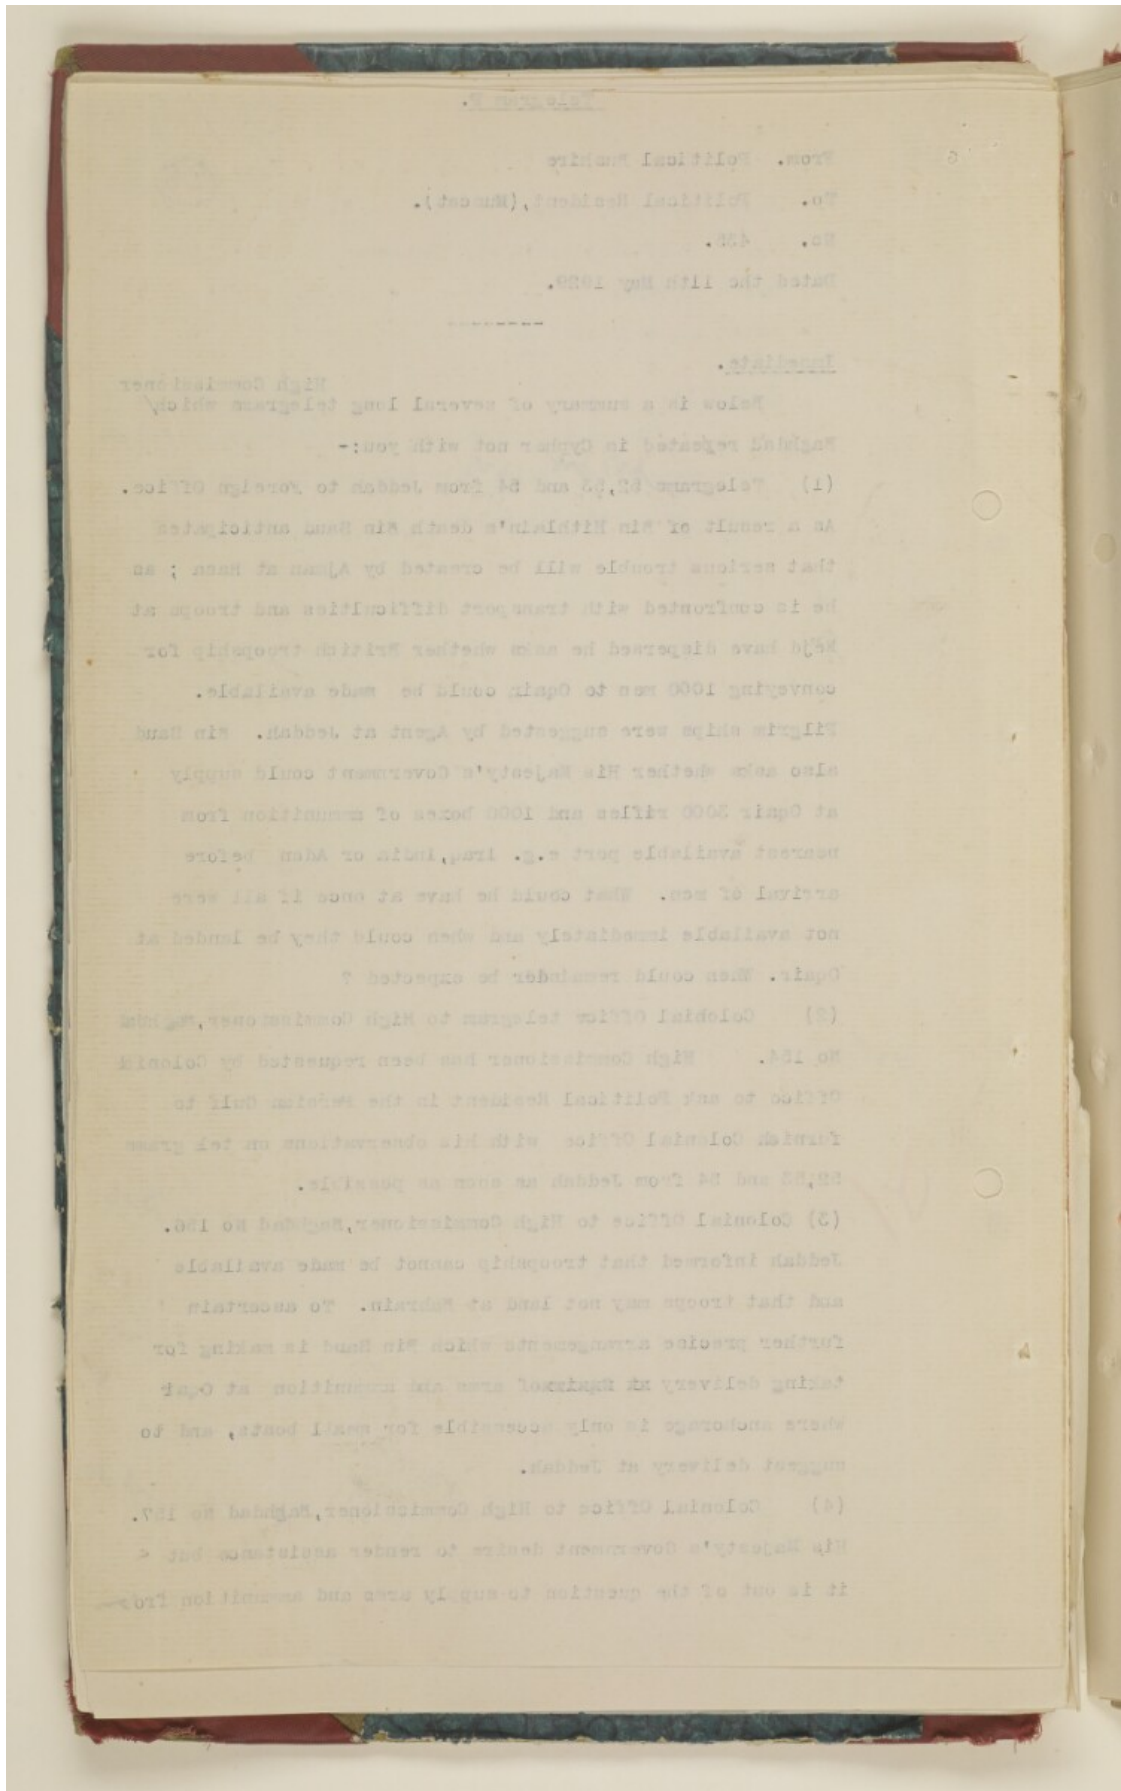 Telegram P.
From. Political Bushire
To. Political Resident,(Muscat).
No. 435.
Dated the 11th May 1929.
--------
Immediate.
High Commissioner
Below is a summary of several long telegrams which/
Baghdad repeated in Cypher not with you:-
(1) Telegrams 52,53 and 54 from Jeddah to Foreign Office.
As a result of Bin Hithlain's death Bin Saud anticipates
that serious trouble will be created by Ajman at Hasa ; as
he is confronted with transport difficulties and troops at
Nejd have dispersed he asks whether British troopship for
conveying 1000 men to Oqair could be made available.
Pilgrim ships were suggested by Agent at Jeddah. Bin Saud
also asks whether His Majesty's Government could supply
at Oqair 3000 rifles and 1000 boxes of ammunition from
nearest available port e.g. Iraq,India or Aden before
arrival of men. What could he have at once if all were
not available immediately and when could they be landed at
Oqair. When could remainder be expected ?
(2) Colonial Office telegram to High Commissioner,
No 154. High Commissioner has been requested by Colonial
Office to ask Political Resident in the Persian Gulf to
furnish Colonial Office with his observations on telegrams
52,53 and 54 from Jeddah as soon as possible.
(3) Colonial Office to High Commissioner,Baghdad No 156.
Jeddah informed that troopship cannot be made available
and that troops may not land at Bahrain. To ascertain
further precise arrangements which Bin Saud is making for
taking delivery of arms and ammunition at
where anchorage is only accessible for small boats, and to
suggest delivery at Jeddah.
(4) Colonial Office to High Commissioner,Baghdad No 157.
His Majesty's Government desire to render assistance but
it is out of the question to supply arms and ammunition from